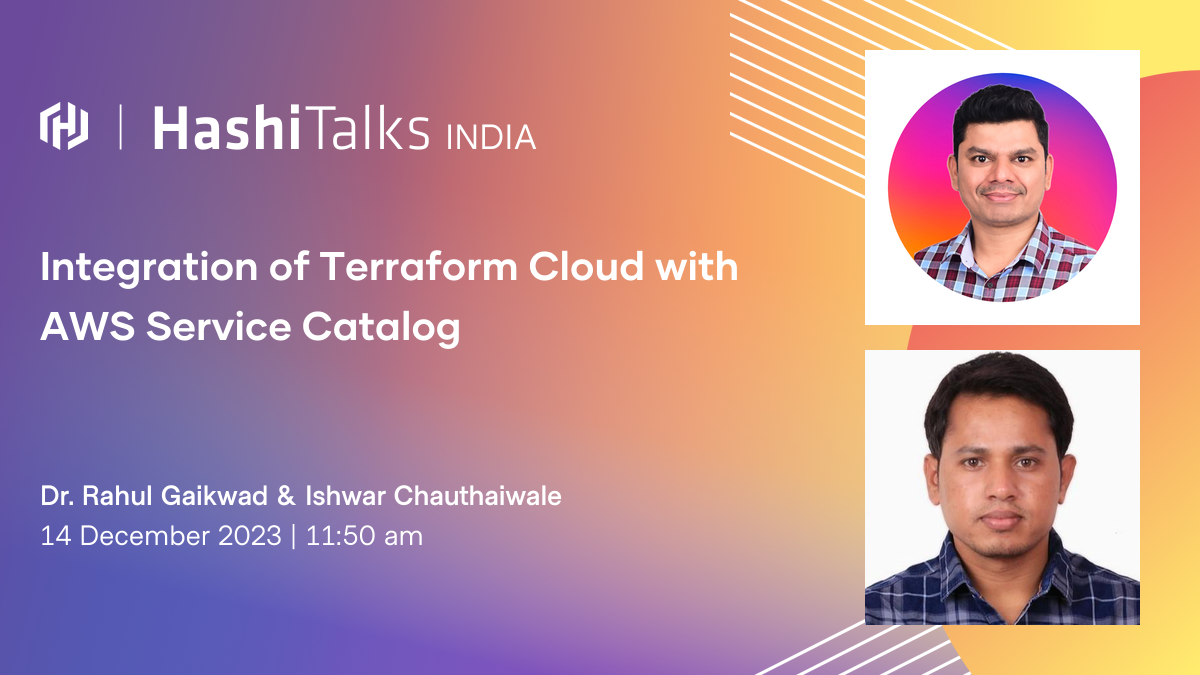 HashiTalks INDIA
Integration of Terraform Cloud with
AWS Service Catalog
Dr. Rahul Gaikwad & Ishwar Chauthaiwale
14 December 2023 | 11:50 am